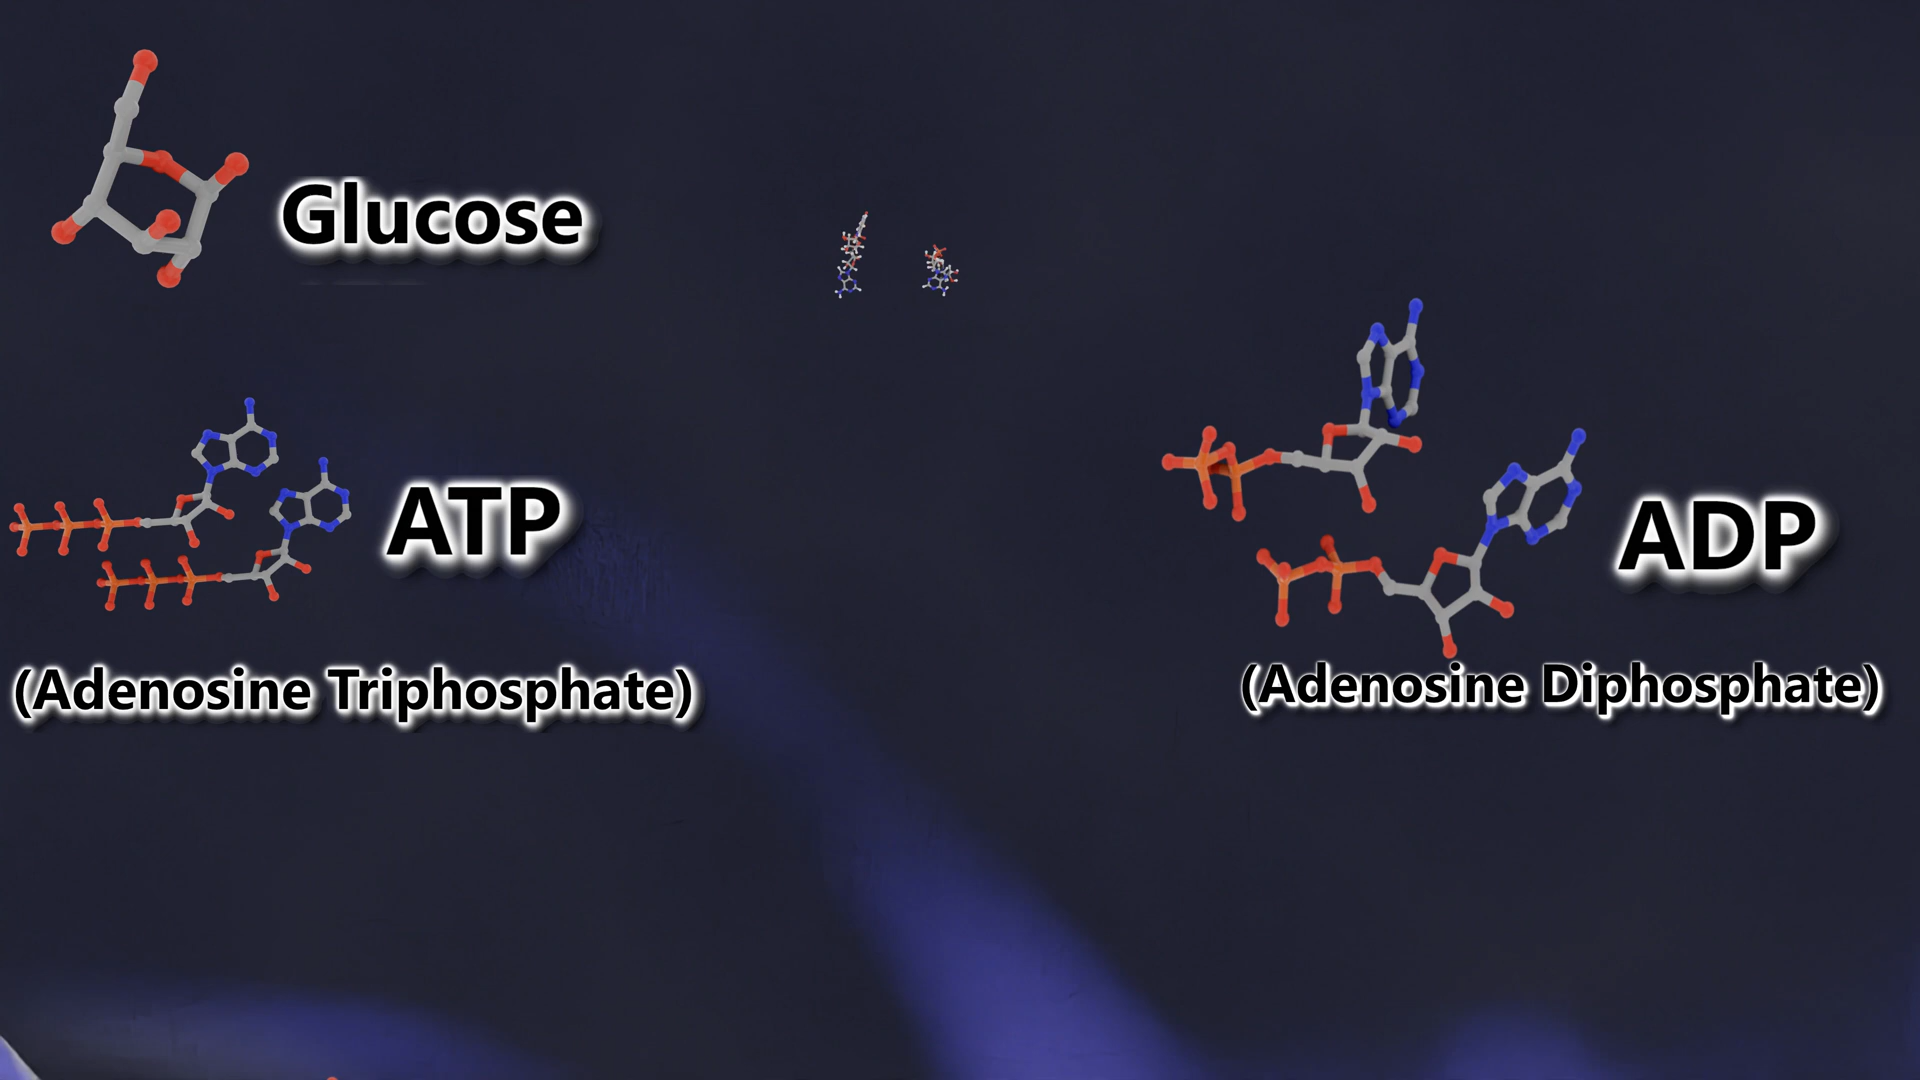 Glucose
ATP
(Adenosine Triphosphate)
ADP
(Adenosine Diphosphate)